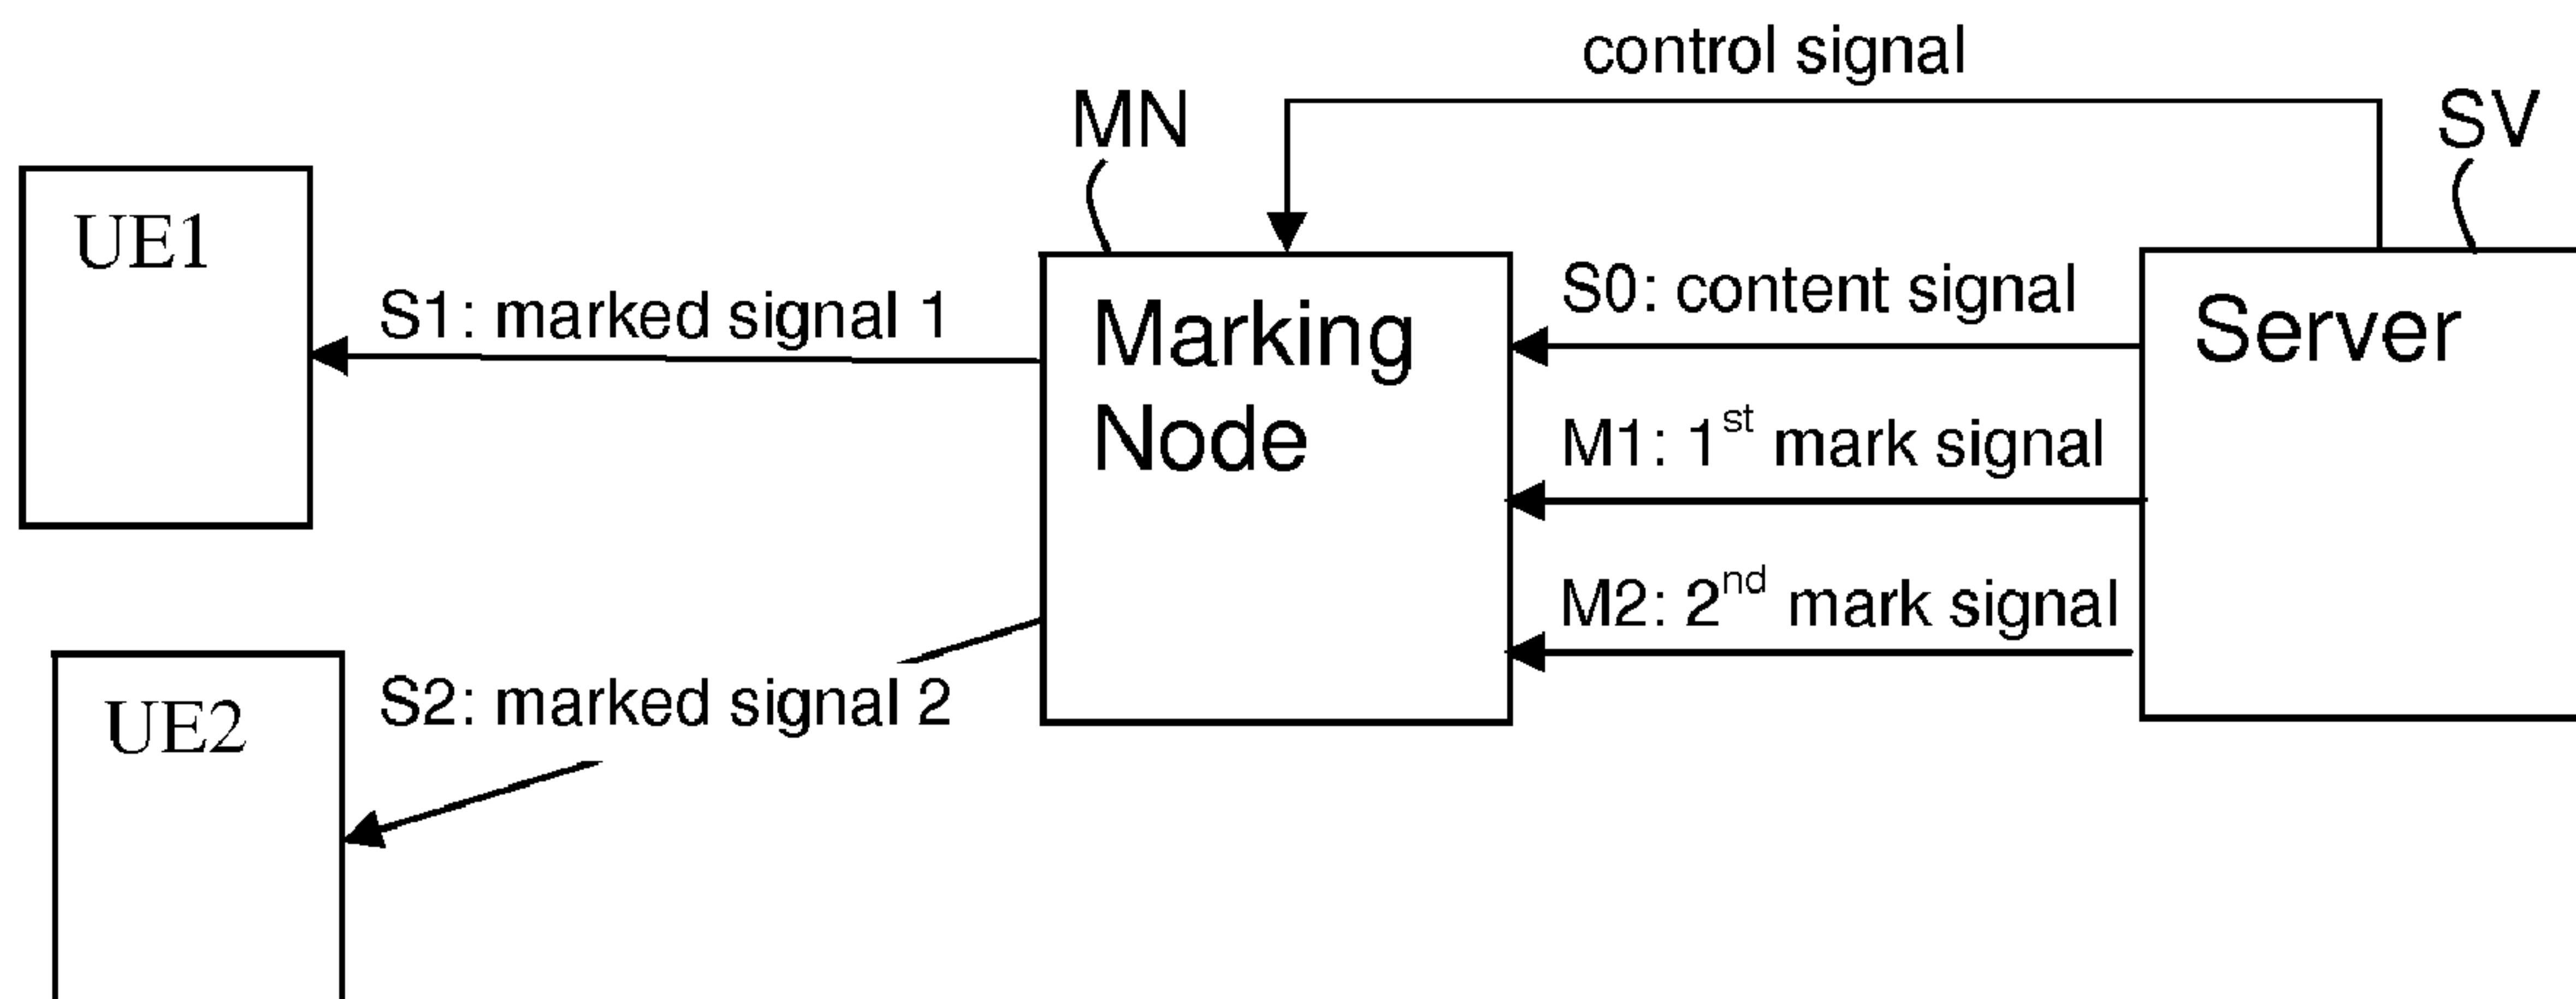 control signal
MN
SV
UE1
S1: marked signal 1
Marking
Node
S0: content signal
Server
M1: 1st mark signal
M2: 2nd mark signal
S2: marked signal 2
UE2